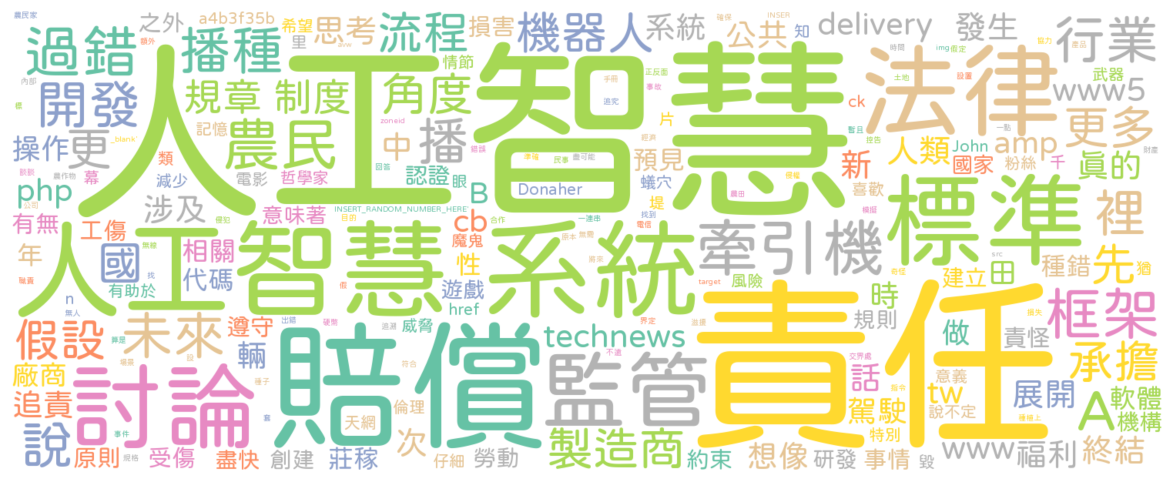 之外
a4b3f35b
希望
里
思考
流程
損害
機器人
系統
公共
知
delivery
發生
行業
過錯
播種
情節
人工智慧
法律
武器
www5
開發
規章
制度
角度
ck
更多
農民
中
播
片
amp
操作
更
記憶
預見
新
人類
John
國家
粉絲
千
眞的
類
幕
電影
哲學家
認證
眼
B
Donaher
蟻穴
喜歡
php
減少
堤
標準
裡
涉及
INSERT_RANDOM_NUMBER_HERE
有無
工傷
意味著
cb
魔鬼
年
國
相關
人工智慧系統
牽引機
田
種錯
先
代碼
性
風險
建立
猶
n
有助於
遊戲
href
target
src
時
框架
假設
未來
遵守
威脅
technews
規則
做
責怪
輛
賠償
監管
責任
承擔
廠商
討論
話
意義
tw
展開
追責
A
軟體
機構
天網
倫理
駕駛
說不定
說
次
製造商
特別
原則
受傷
盡快
創建
莊稼
仔細
勞動
約束
想像
研發
事情
毀
www
福利
終結
zoneid
img
INSER